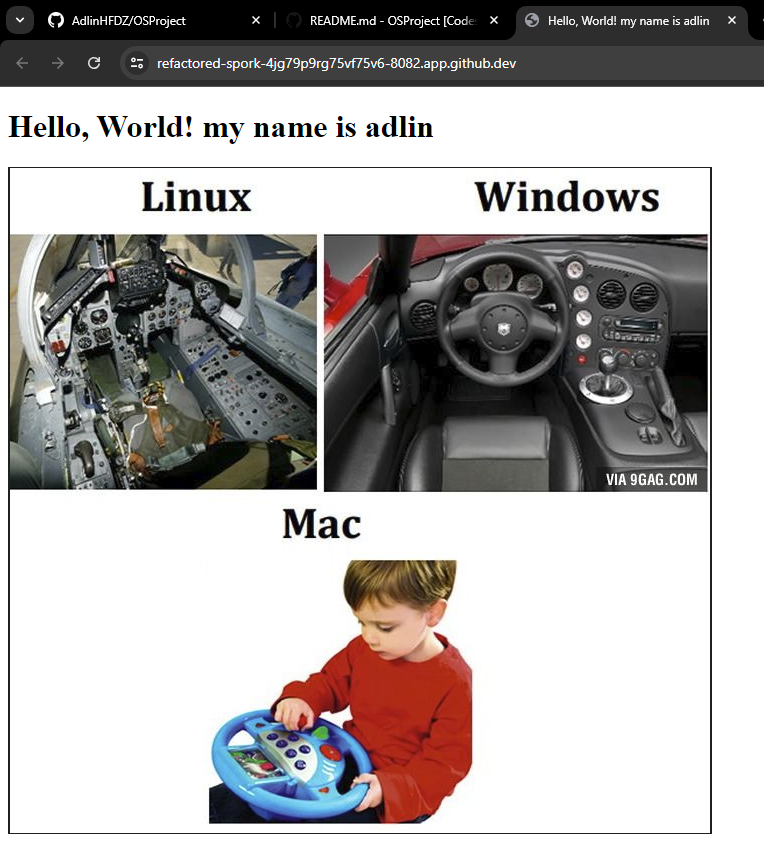 AdlinHFDZ/OSProject
README.md - OSProject [Code
Hello, World! my name is adlin
refactored-spork-4jg79p9rg75vf75v6-8082.app.github.dev
Hello, World! my name is adlin
Linux
Windows
VIA 9GAG.COM
Mac